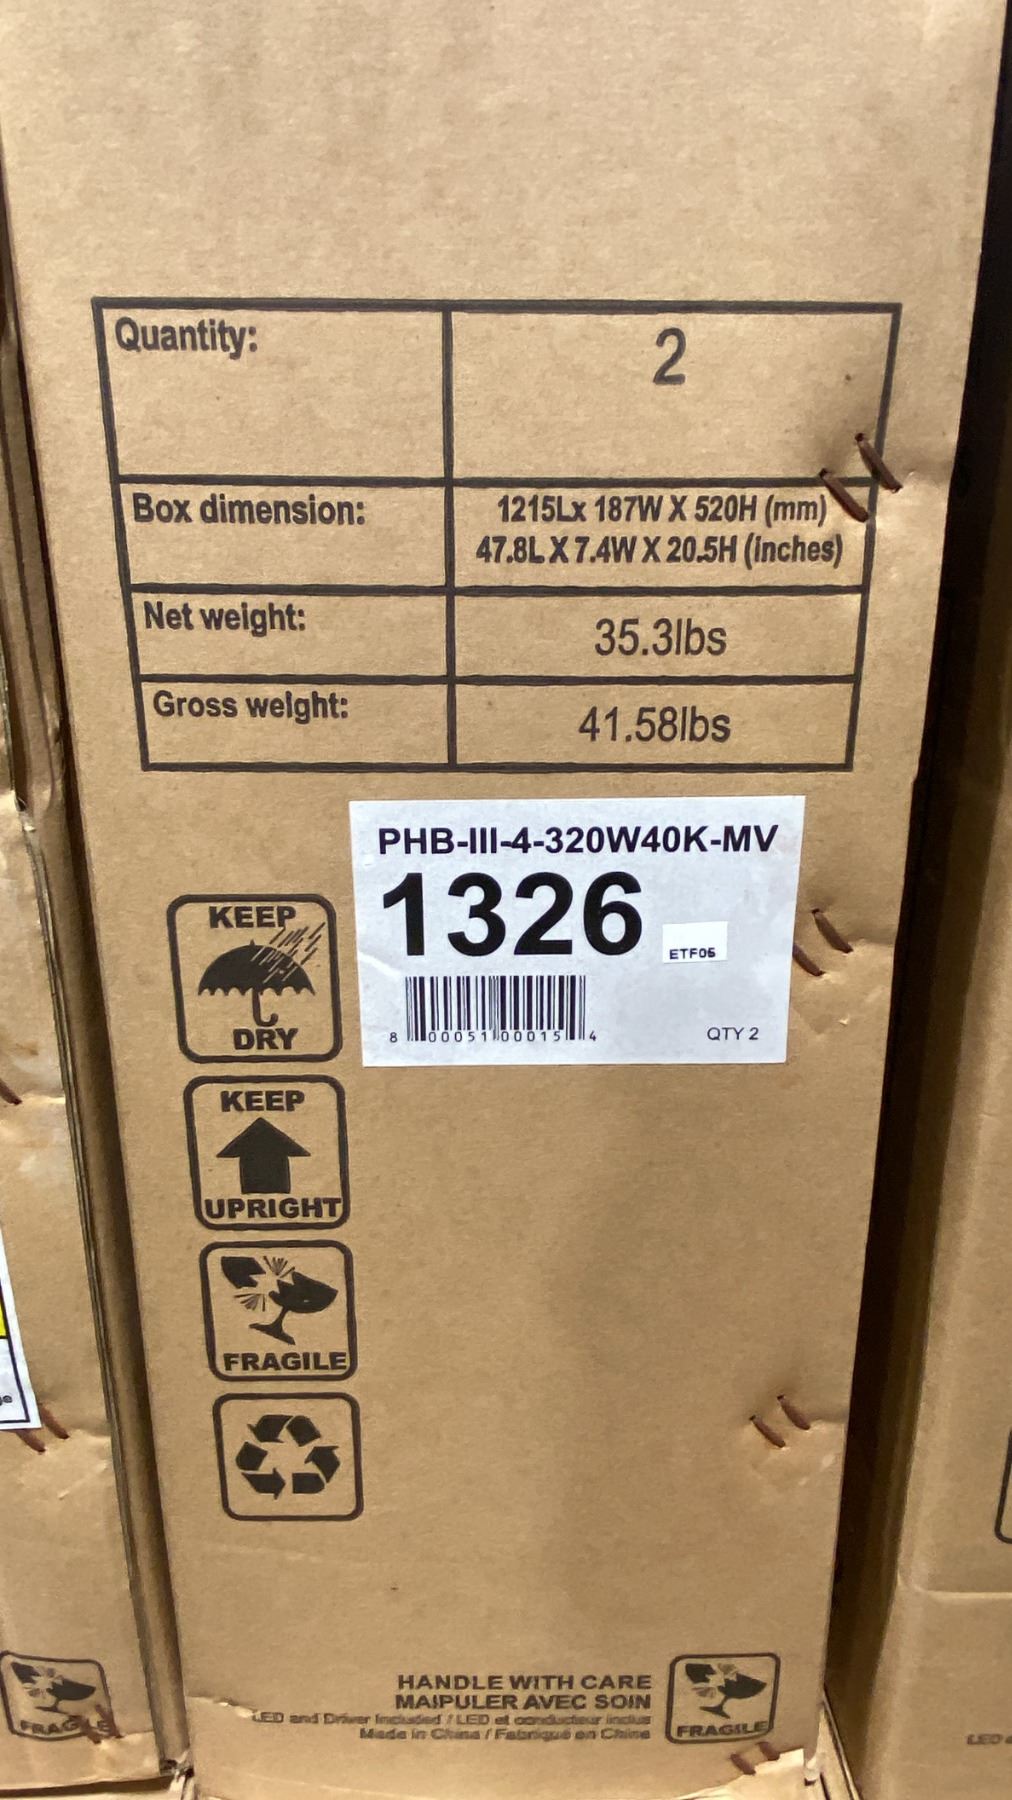 Quantity:
2
Box dimension:
1215Lx 187W X 520H (mm)
47.8L X 7.4W X 20.5H (inches)
Net weight:
35.3lbs
Gross weight:
41.58lbs
PHB-III-4-320W40K-MV
1326
ETF05
8 00051 00015 4
QTY 2
KEEP
DRY
KEEP
UPRIGHT
FRAGILE
HANDLE WITH CARE
MAIPULER AVEC SOIN
LED and Driver Included / LED et conducteur inclus
Made in China / Fabriqué en Chine
FRAGILE
FRAGILE
LED